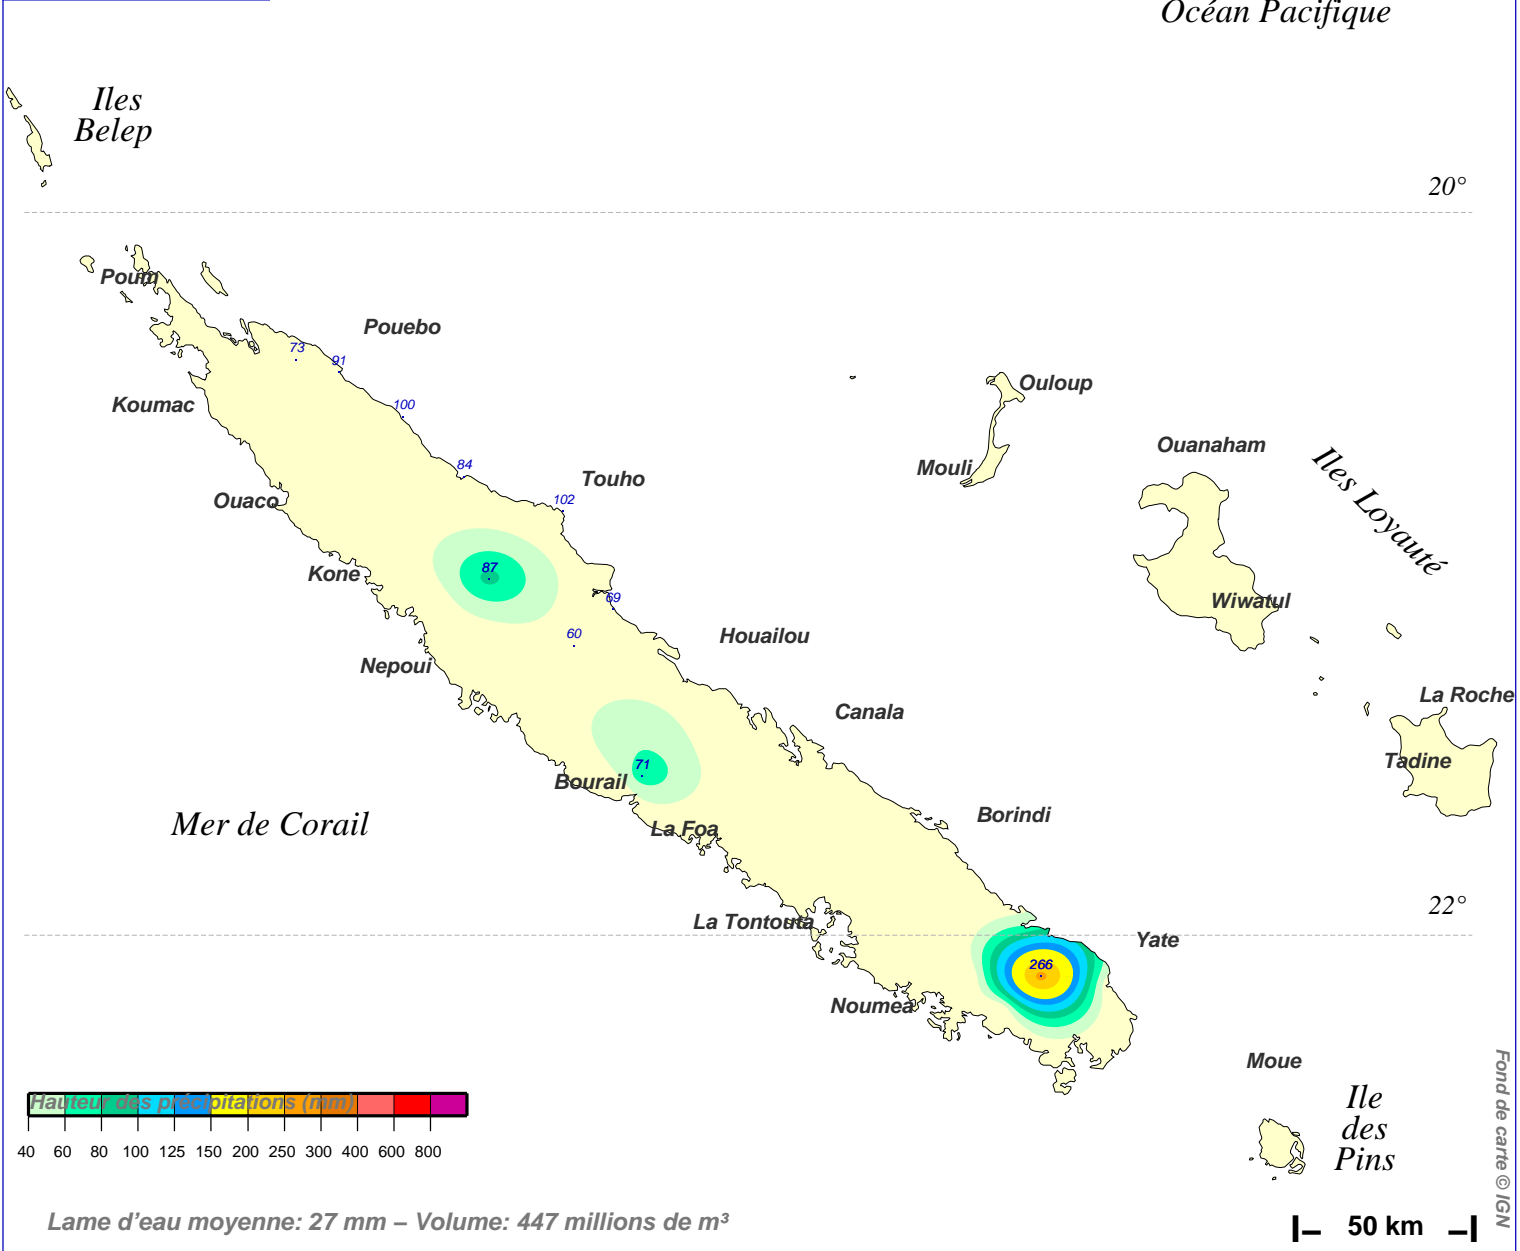 Océan Pacifique
Iles
Belep
20°
Poum
Pouebo
73
91
Koumac
100
Ouloup
Ouanaham
Iles Loyauté
84
Touho
Mouli
102
Ouaco
Kone
87
69
Wiwatul
60
Houailou
Nepoui
La Roche
Canala
71
Tadine
Bourail
Borindi
Mer de Corail
La Foa
22°
La Tontouta
Yate
266
Noumea
Moue
Ile
des
Pins
Fond de carte © IGN
Hauteur des précipitations (mm)
40 60 80 100 125 150 200 250 300 400 600 800
Lame d'eau moyenne: 27 mm – Volume: 447 millions de m³
50 km